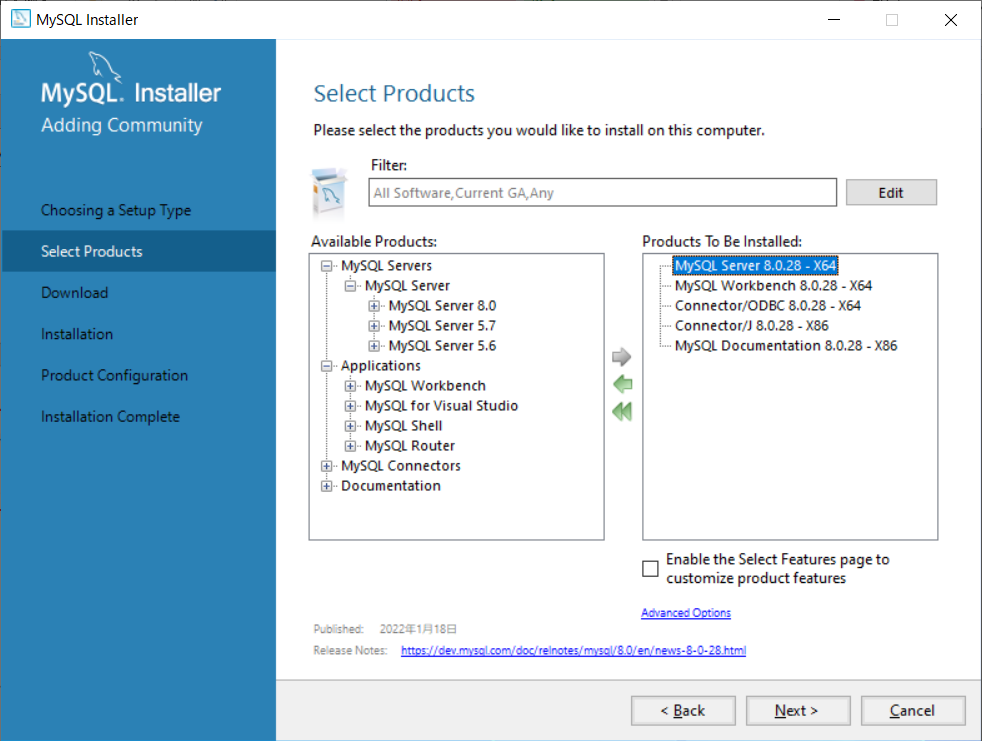 MySQL Installer
MySQL. Installer
Adding Community
Choosing a Setup Type
Select Products
Download
Installation
Product Configuration
Installation Complete
Select Products
Please select the products you would like to install on this computer.
Filter:
All Software,Current GA,Any
Edit
Available Products:
MySQL Servers
MySQL Server
MySQL Server 8.0
MySQL Server 5.7
MySQL Server 5.6
Applications
MySQL Workbench
MySQL for Visual Studio
MySQL Shell
MySQL Router
MySQL Connectors
Documentation
Products To Be Installed:
MySQL Server 8.0.28 - X64
MySQL Workbench 8.0.28 - X64
Connector/ODBC 8.0.28 - X64
Connector/J 8.0.28 - X86
MySQL Documentation 8.0.28 - X86
Enable the Select Features page to
customize product features
Advanced Options
Published: 2022年1月18日
Release Notes: https://dev.mysql.com/doc/relnotes/mysql/8.0/en/news-8-0-28.html
< Back
Next >
Cancel